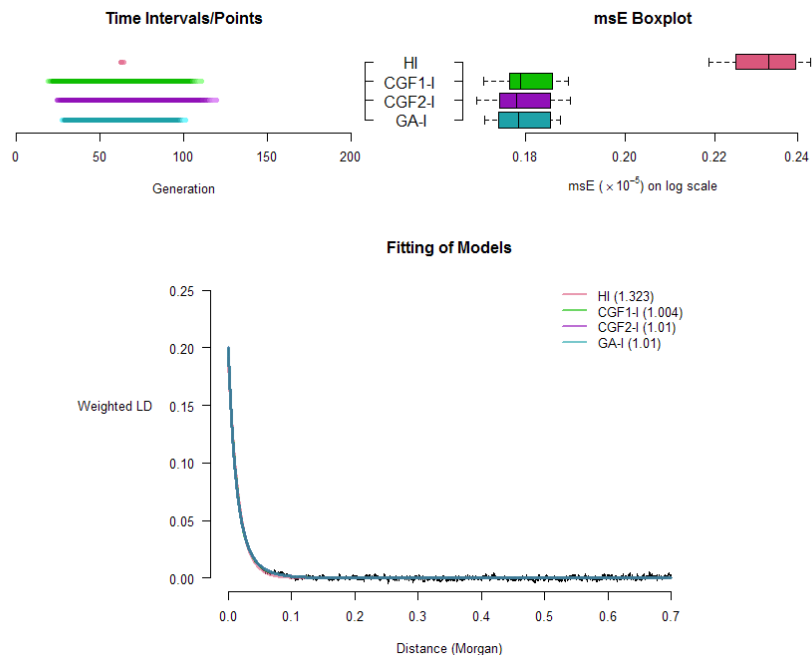 Time Intervals/Points
msE Boxplot
HI
CGF1-I
CGF2-I
GA-I
0 50 100 150 200
0.18 0.20 0.22 0.24
Generation
msE (×10⁻⁵) on log scale
Fitting of Models
HI (1.323)
CGF1-I (1.004)
CGF2-I (1.01)
GA-I (1.01)
0.25
0.20
0.15
0.10
0.05
0.00
Weighted LD
0.0 0.1 0.2 0.3 0.4 0.5 0.6 0.7
Distance (Morgan)